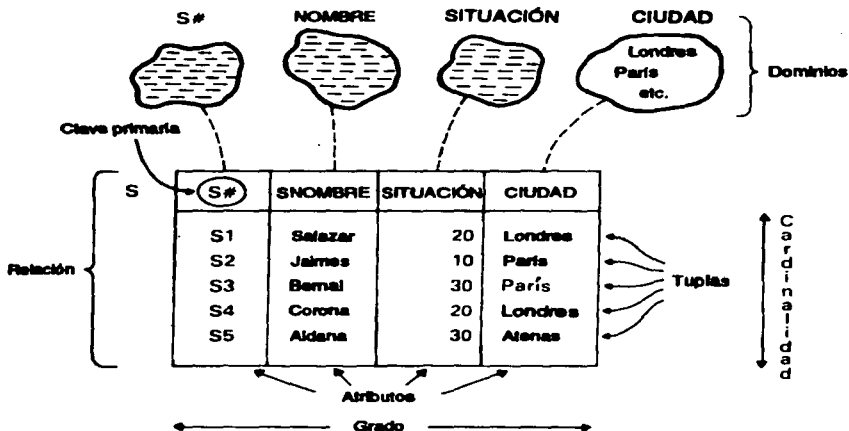 S# NOMBRE SITUACIÓN CIUDAD
Londres
París
etc.
Dominios
Clave primaria
S S# SNOMBRE SITUACIÓN CIUDAD
S1 Salazar 20 Londres
S2 Jaimes 10 París
S3 Bernal 30 París
S4 Corona 20 Londres
S5 Aldana 30 Atenas
Relación
Tuplas
Cardinalidad
Atributos
Grado